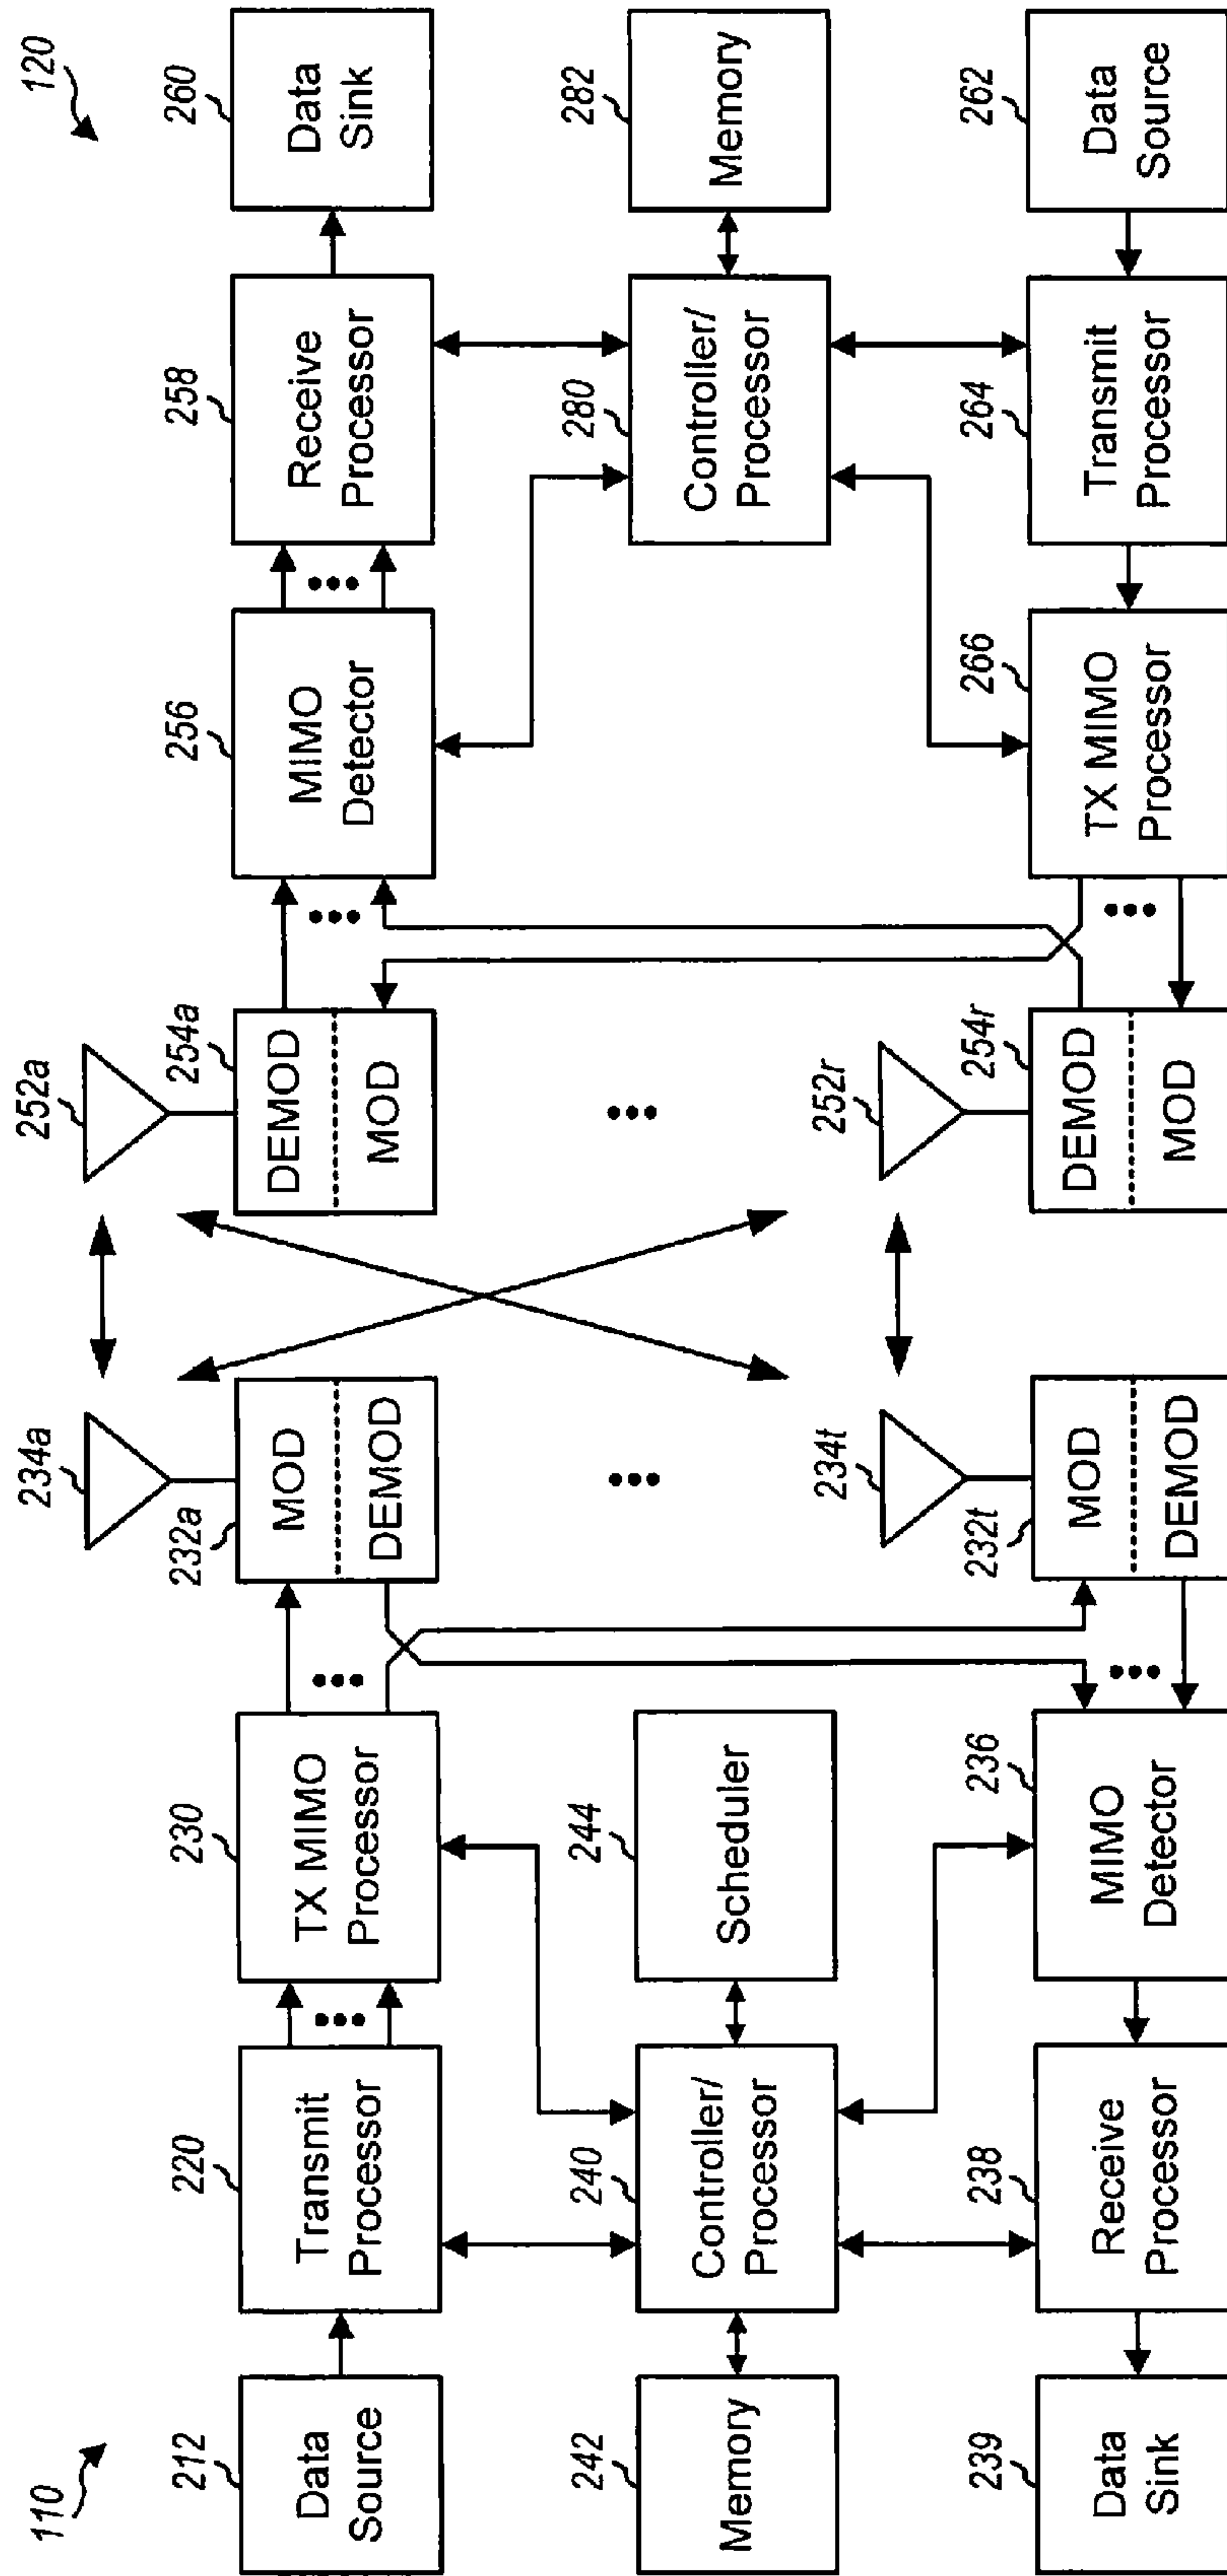 110
120
212
Data
Source
220
Transmit
Processor
230
TX MIMO
Processor
232a
MOD
DEMOD
234a
252a
254a
DEMOD
MOD
256
MIMO
Detector
258
Receive
Processor
260
Data
Sink
242
Memory
240
Controller/
Processor
244
Scheduler
280
Controller/
Processor
282
Memory
239
Data
Sink
238
Receive
Processor
236
MIMO
Detector
232t
MOD
DEMOD
234t
252r
254r
DEMOD
MOD
266
TX MIMO
Processor
264
Transmit
Processor
262
Data
Source